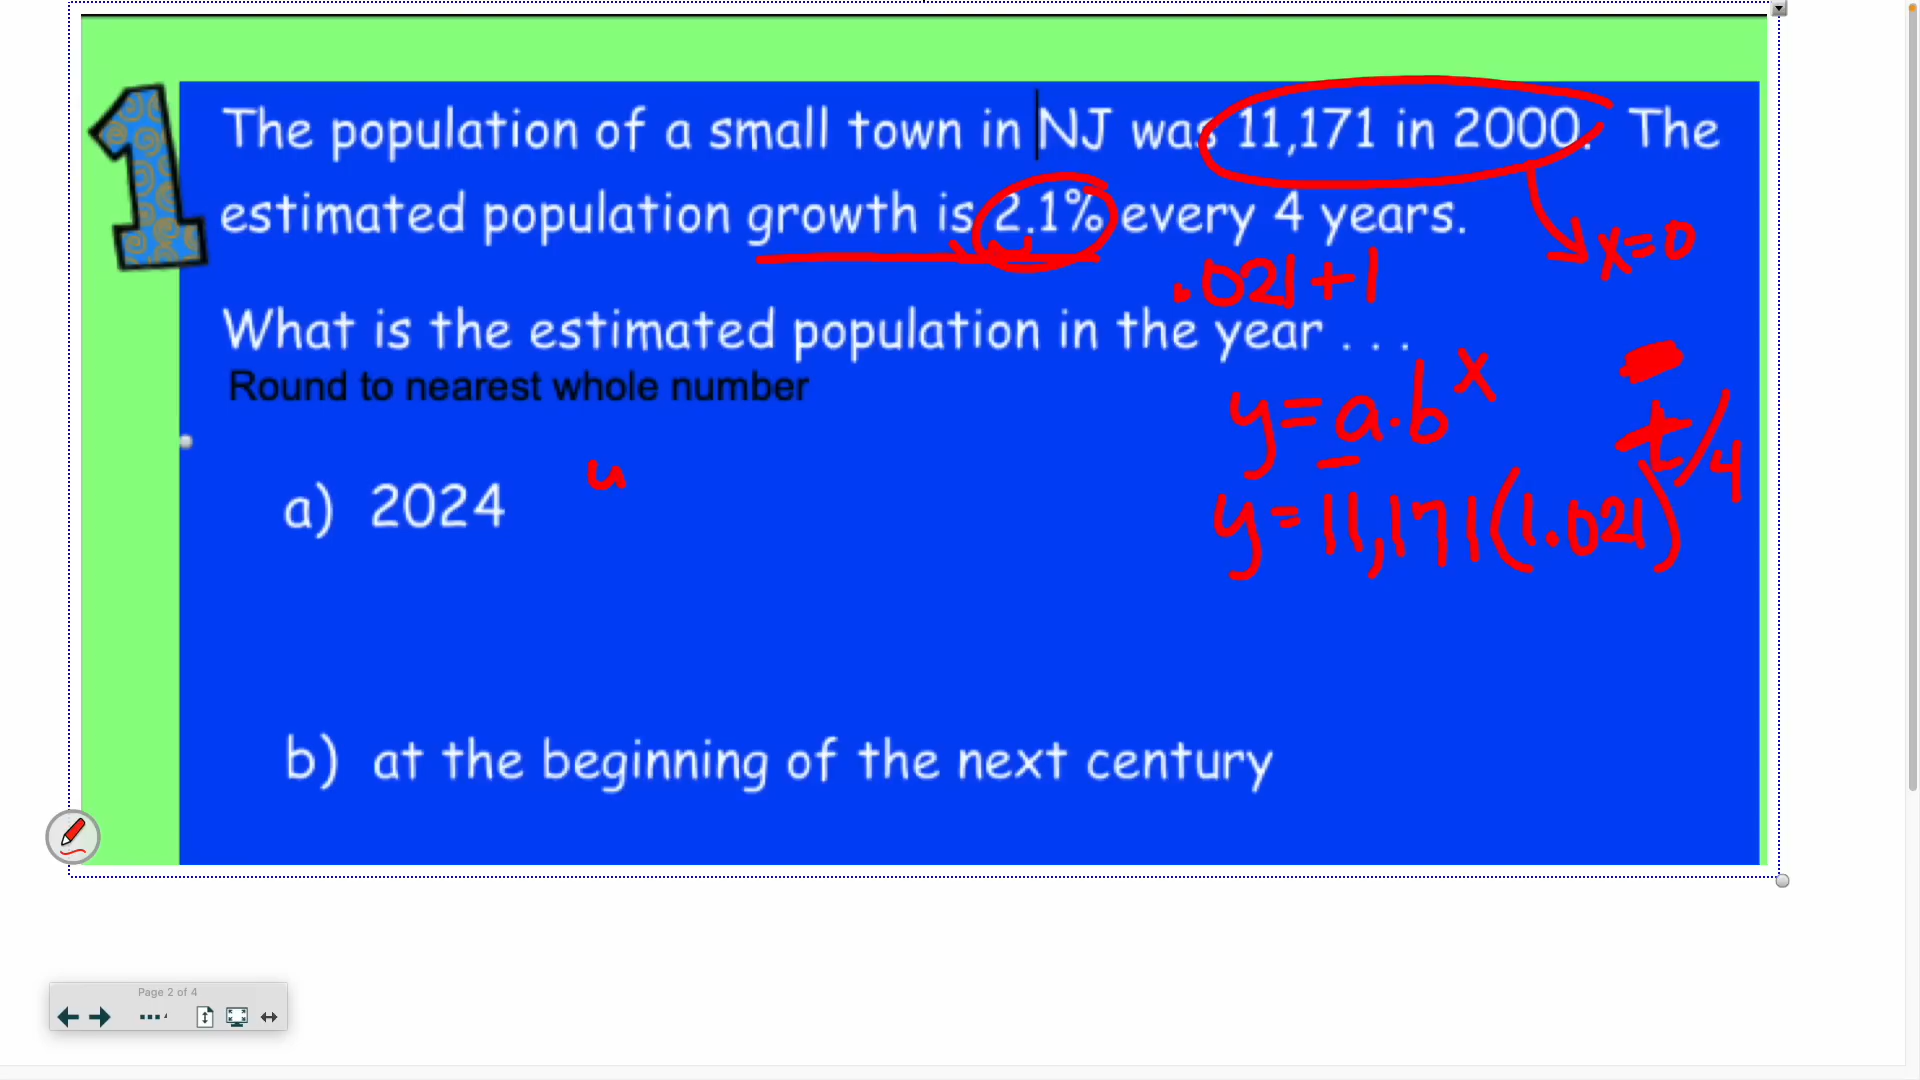 1
The population of a small town in NJ was 11,171 in 2000. The
estimated population growth is 2.1% every 4 years.
x=0
.021+1
What is the estimated population in the year . . .
Round to nearest whole number
y=a·b^x
t/4
y=11,171(1.021)
a) 2024
b) at the beginning of the next century
Page 2 of 4